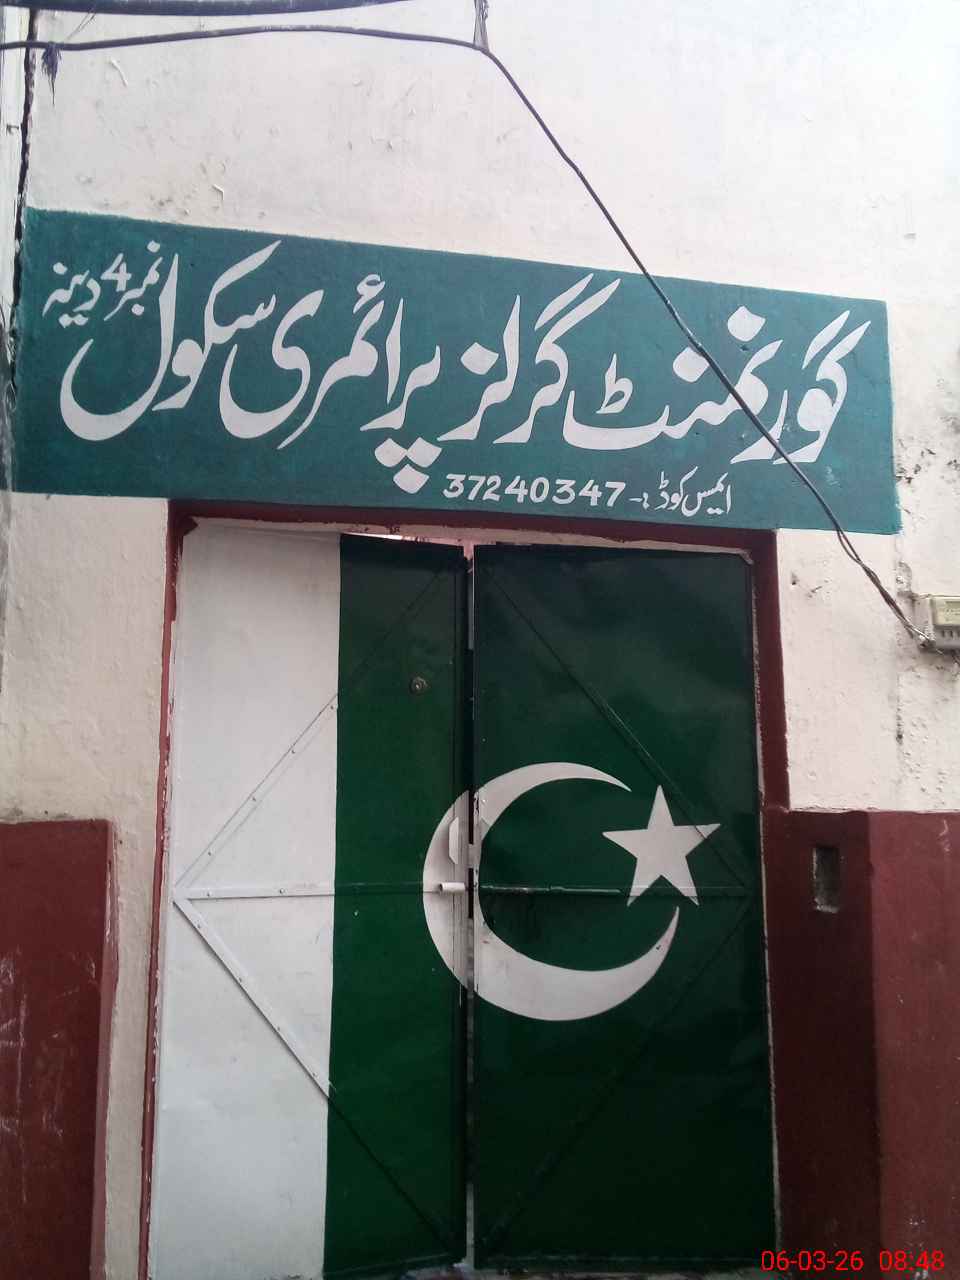 گورنمنٹ گرلز پرائمری سکول نمبر 4 دینہ
ایمس کوڈ :- 37240347
06-03-26 08:48